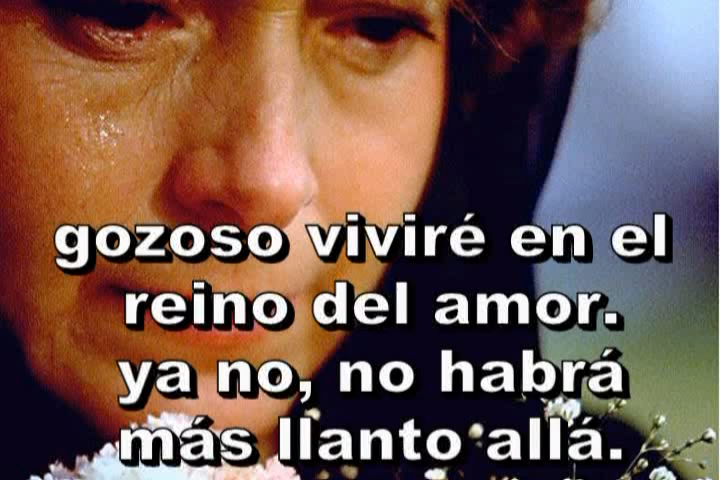 gozoso viviré en el
reino del amor.
ya no, no habrá
más llanto allá.